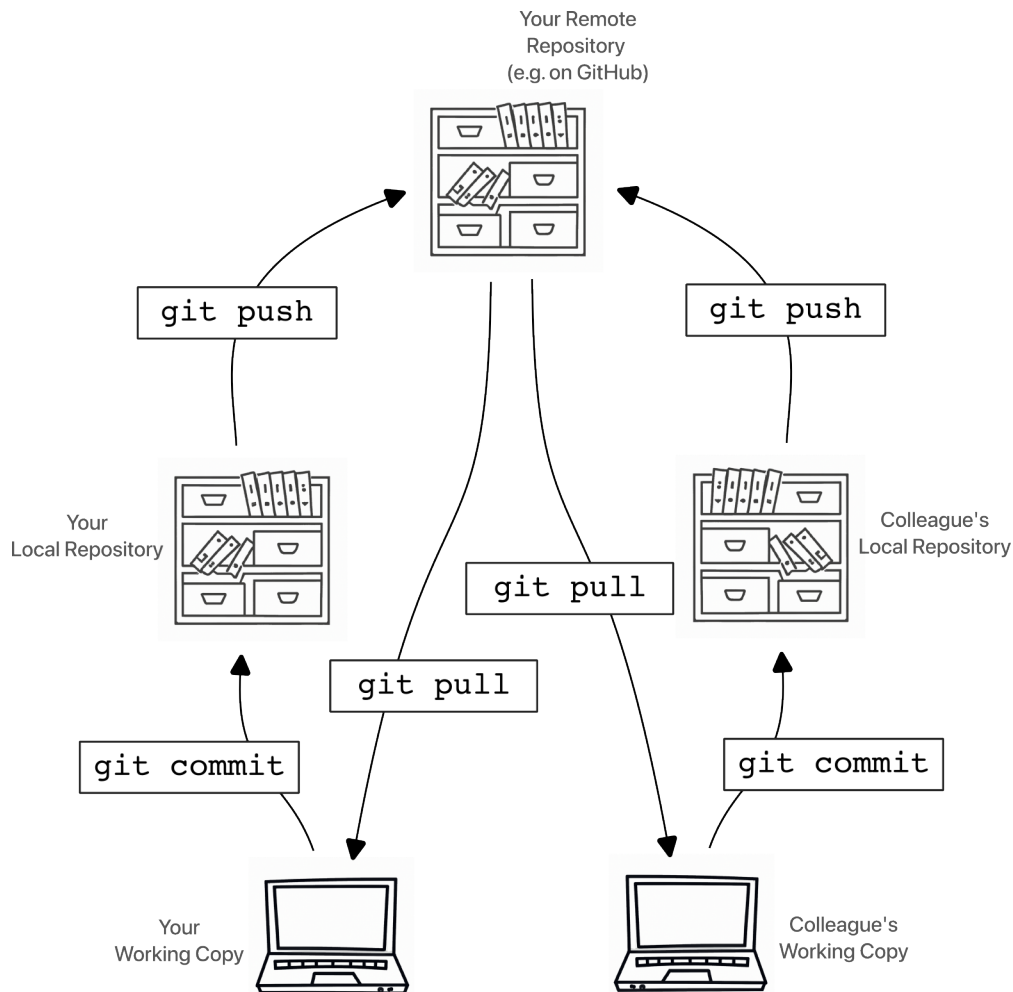 Your Remote
Repository
(e.g. on GitHub)
git push
git push
Your
Local Repository
Colleague's
Local Repository
git pull
git pull
git commit
git commit
Your
Working Copy
Colleague's
Working Copy